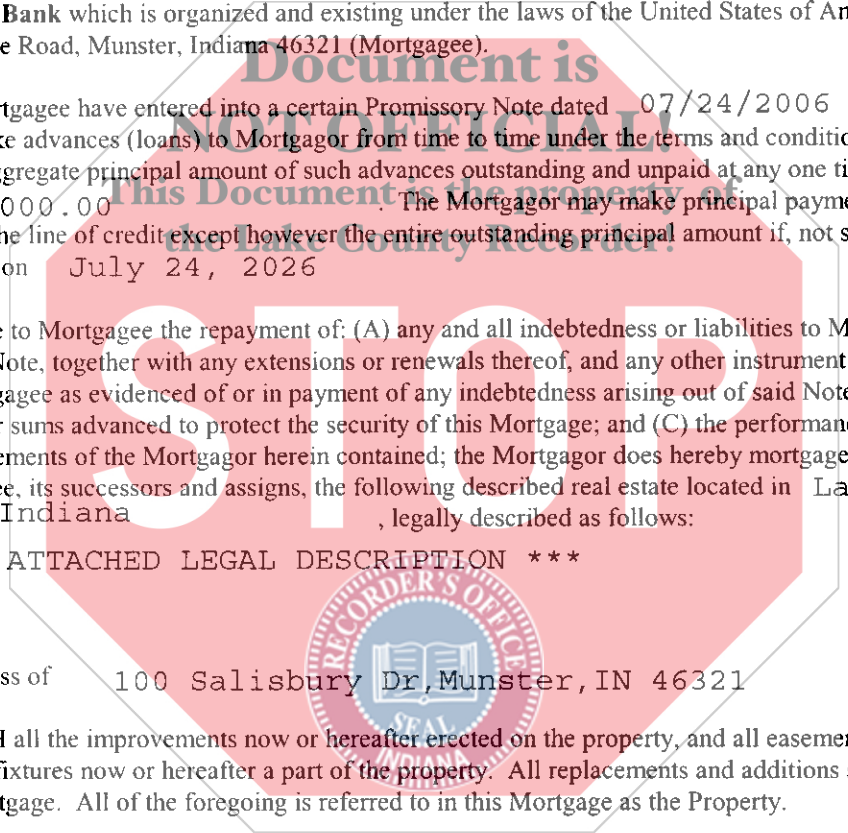 Bank which is organized and existing under the laws of the United States of An
e Road, Munster, Indiana 46321 (Mortgagee).
Document is
rtgagee have entered into a certain Promissory Note dated 07/24/2006
NOT OFFICIAL!
ke advances (loans) to Mortgagor from time to time under the terms and conditio
ggregate principal amount of such advances outstanding and unpaid at any one ti
This Document is the property of
000.00 . The Mortgagor may make principal payme
the Lake County Recorder!
he line of credit except however the entire outstanding principal amount if, not s
on July 24, 2026
STOP
e to Mortgagee the repayment of: (A) any and all indebtedness or liabilities to M
Note, together with any extensions or renewals thereof, and any other instrument
gagee as evidenced of or in payment of any indebtedness arising out of said Note
r sums advanced to protect the security of this Mortgage; and (C) the performanc
ements of the Mortgagor herein contained; the Mortgagor does hereby mortgage
ee, its successors and assigns, the following described real estate located in La
Indiana , legally described as follows:
ATTACHED LEGAL DESCRIPTION ***
RECORDER'S OFFICE
ss of 100 Salisbury Dr,Munster,IN 46321
SEAL
INDIANA
H all the improvements now or hereafter erected on the property, and all easemen
fixtures now or hereafter a part of the property. All replacements and additions s
tgage. All of the foregoing is referred to in this Mortgage as the Property.